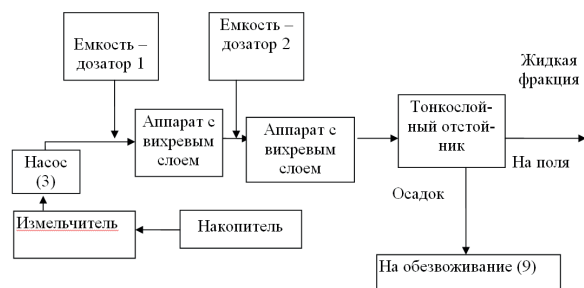 Емкость –
дозатор 1
Емкость –
дозатор 2
Жидкая
фракция
Аппарат с
вихревым
слоем
Аппарат с
вихревым
слоем
Тонкослой-
ный отстой-
ник
На поля
Насос
(3)
Осадок
Измельчитель
Накопитель
На обезвоживание (9)